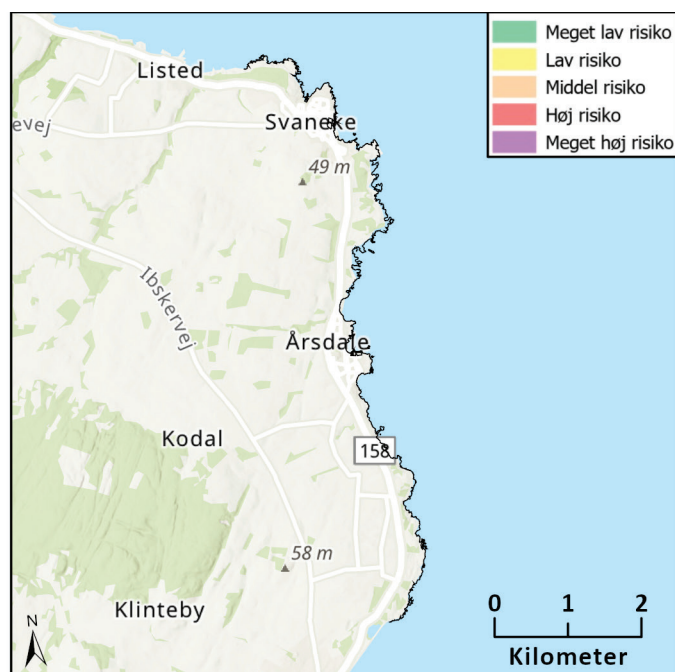 Meget lav risiko
Lav risiko
Middel risiko
Høj risiko
Meget høj risiko
Listed
Svaneke
49 m
Ibskervej
Årsdale
Kodal
158
58 m
Klinteby
N
0 1 2
Kilometer